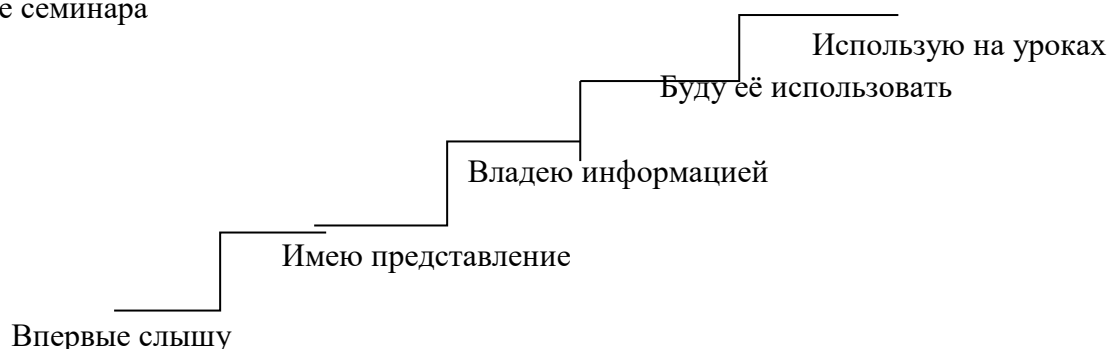 е семинара
Использую на уроках
Буду её использовать
Владею информацией
Имею представление
Впервые слышу